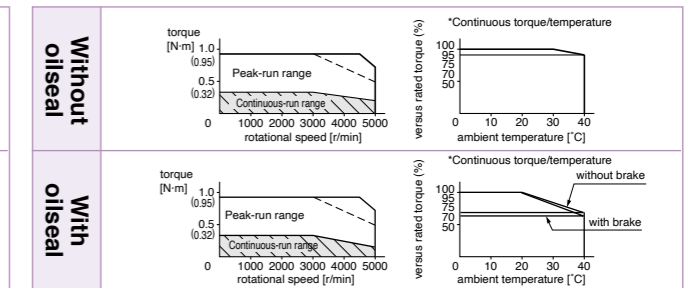 Without
oilseal
torque
[N·m]
1.0
(0.95)
Peak-run range
0.5
(0.32)
Continuous-run range
0 1000 2000 3000 4000 5000
rotational speed [r/min]
*Continuous torque/temperature
versus rated torque (%)
100
95
75
70
50
0 10 20 30 40
ambient temperature [˚C]
With
oilseal
torque
[N·m]
1.0
(0.95)
Peak-run range
0.5
(0.32)
Continuous-run range
0 1000 2000 3000 4000 5000
rotational speed [r/min]
*Continuous torque/temperature
versus rated torque (%)
without brake
100
95
75
70
50
with brake
0 10 20 30 40
ambient temperature [˚C]